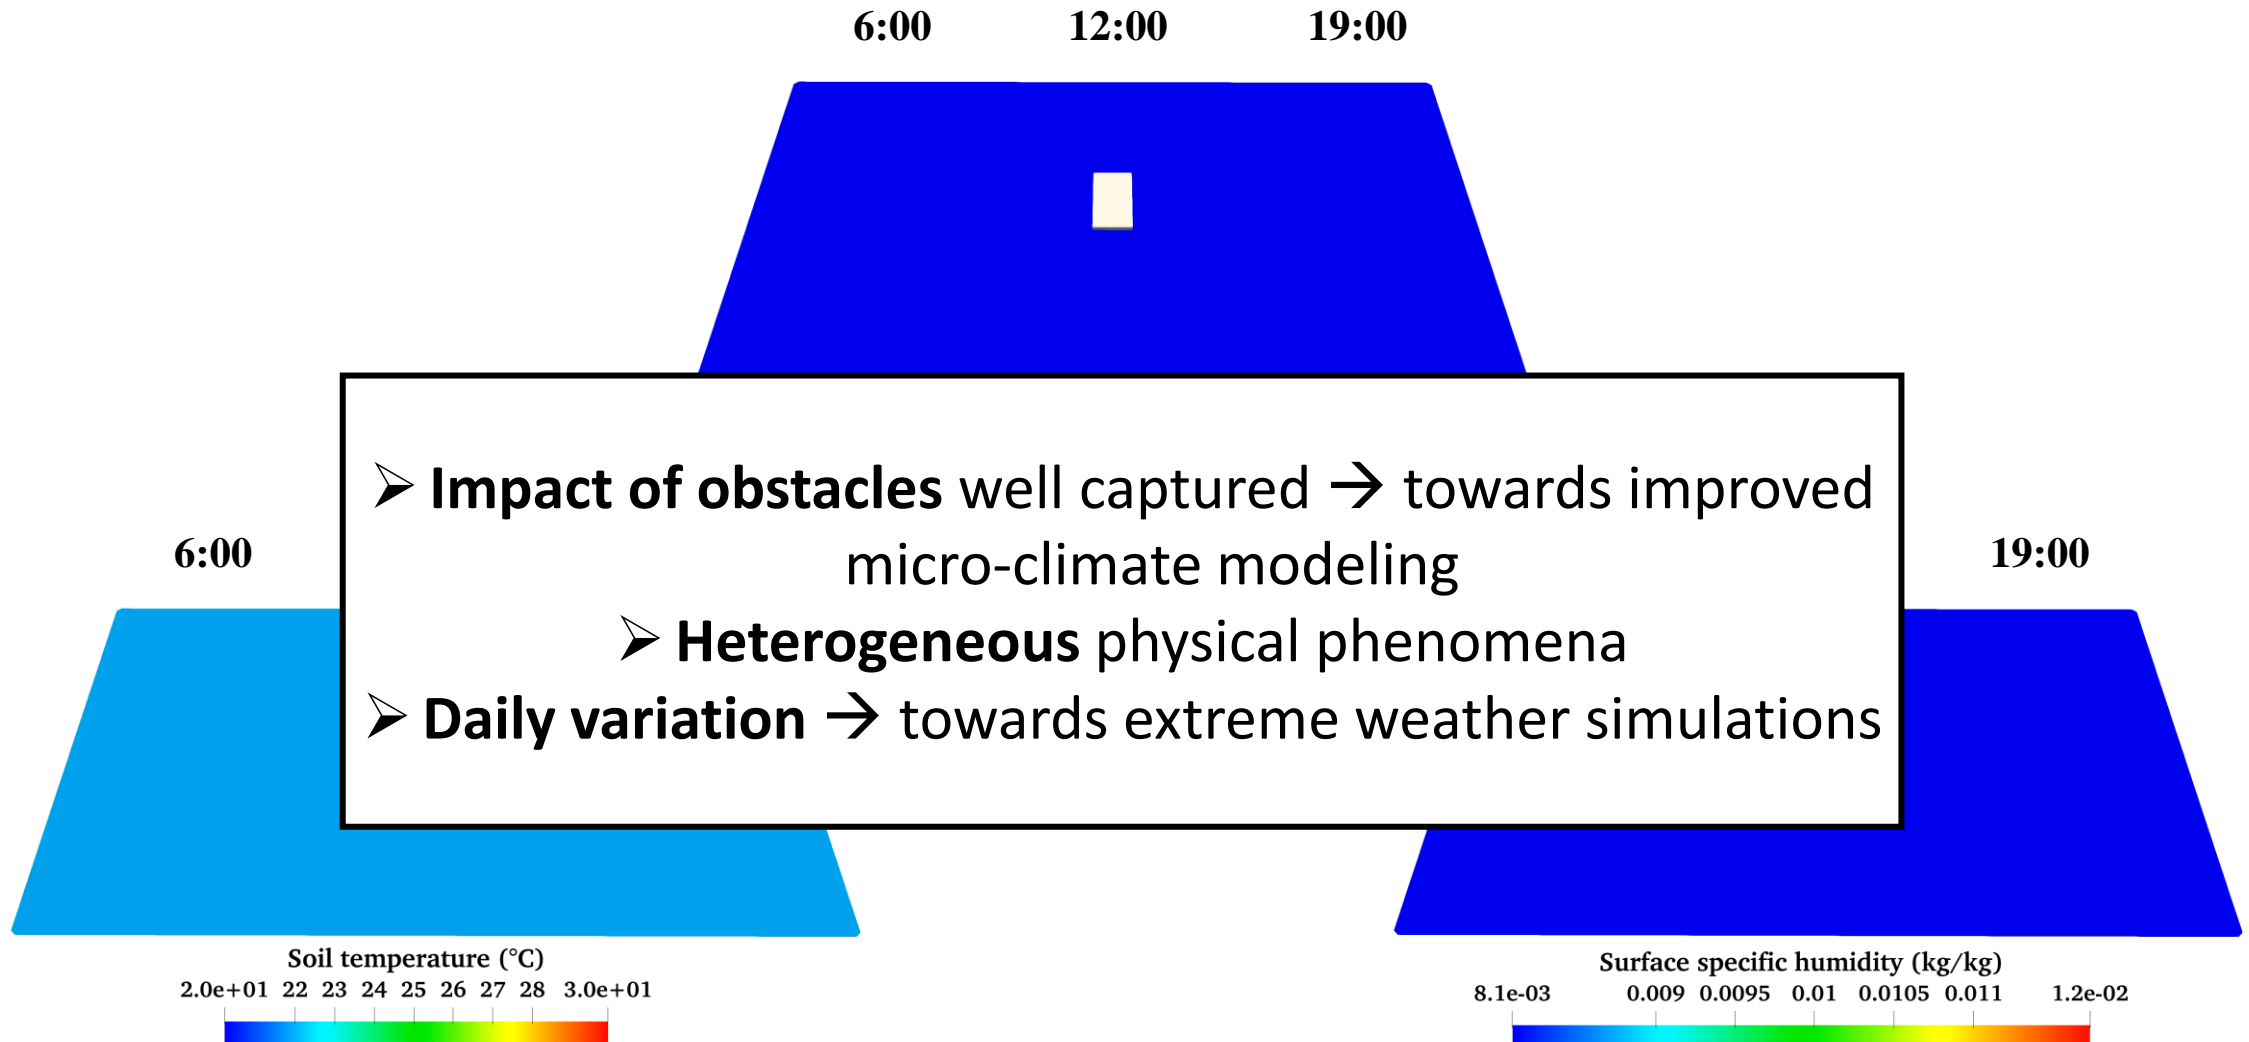 6:00 12:00 19:00
➢ Impact of obstacles well captured → towards improved
micro-climate modeling
➢ Heterogeneous physical phenomena
➢ Daily variation → towards extreme weather simulations
6:00 19:00
Soil temperature (°C)
2.0e+01 22 23 24 25 26 27 28 3.0e+01
Surface specific humidity (kg/kg)
8.1e-03 0.009 0.0095 0.01 0.0105 0.011 1.2e-02